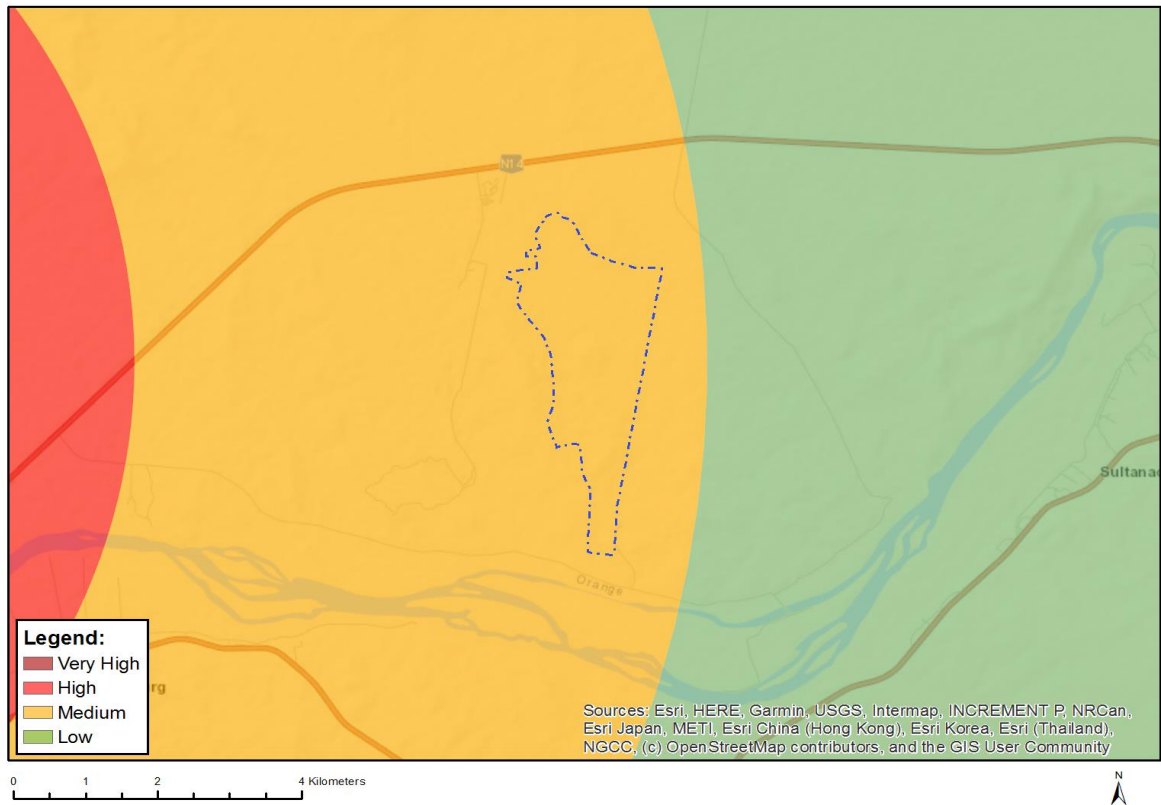 N14
Orange
Sultanao
Legend:
Very High
High
Medium
Low
rg
Sources: Esri, HERE, Garmin, USGS, Intermap, INCREMENT P, NRCan,
Esri Japan, METI, Esri China (Hong Kong), Esri Korea, Esri (Thailand),
NGCC, (c) OpenStreetMap contributors, and the GIS User Community
0 1 2 4 Kilometers
N